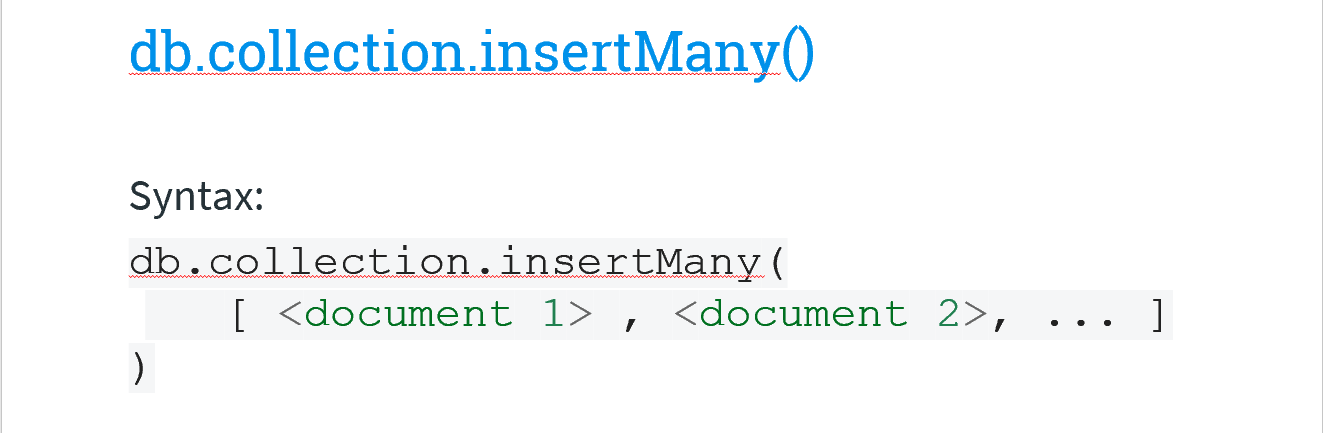 db.collection.insertMany()
Syntax:
db.collection.insertMany(
[ <document 1> , <document 2>, ... ]
)